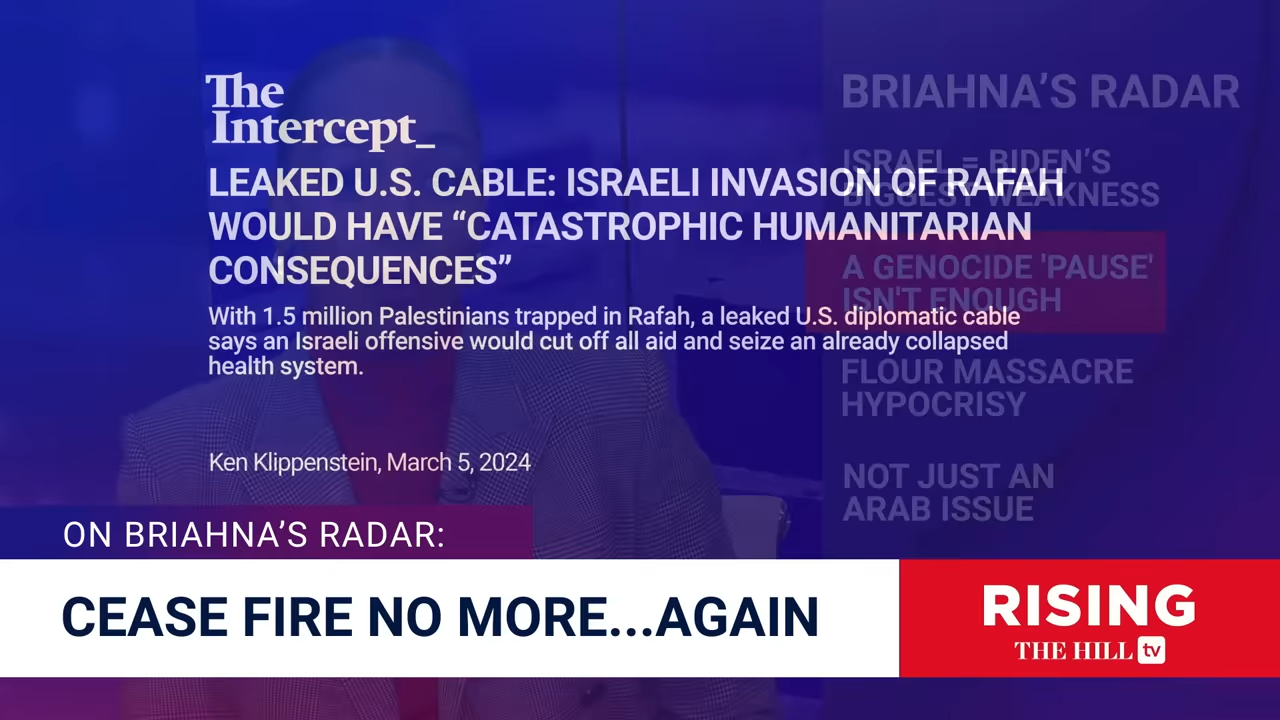 The
Intercept_
LEAKED U.S. CABLE: ISRAELI INVASION OF RAFAH
WOULD HAVE “CATASTROPHIC HUMANITARIAN
CONSEQUENCES”
With 1.5 million Palestinians trapped in Rafah, a leaked U.S. diplomatic cable
says an Israeli offensive would cut off all aid and seize an already collapsed
health system.
Ken Klippenstein, March 5, 2024
BRIAHNA’S RADAR
ISRAEL = BIDEN’S
BIGGEST WEAKNESS
A GENOCIDE 'PAUSE'
ISN'T ENOUGH
FLOUR MASSACRE
HYPOCRISY
NOT JUST AN
ARAB ISSUE
ON BRIAHNA’S RADAR:
CEASE FIRE NO MORE...AGAIN
RISING
THE HILL tv